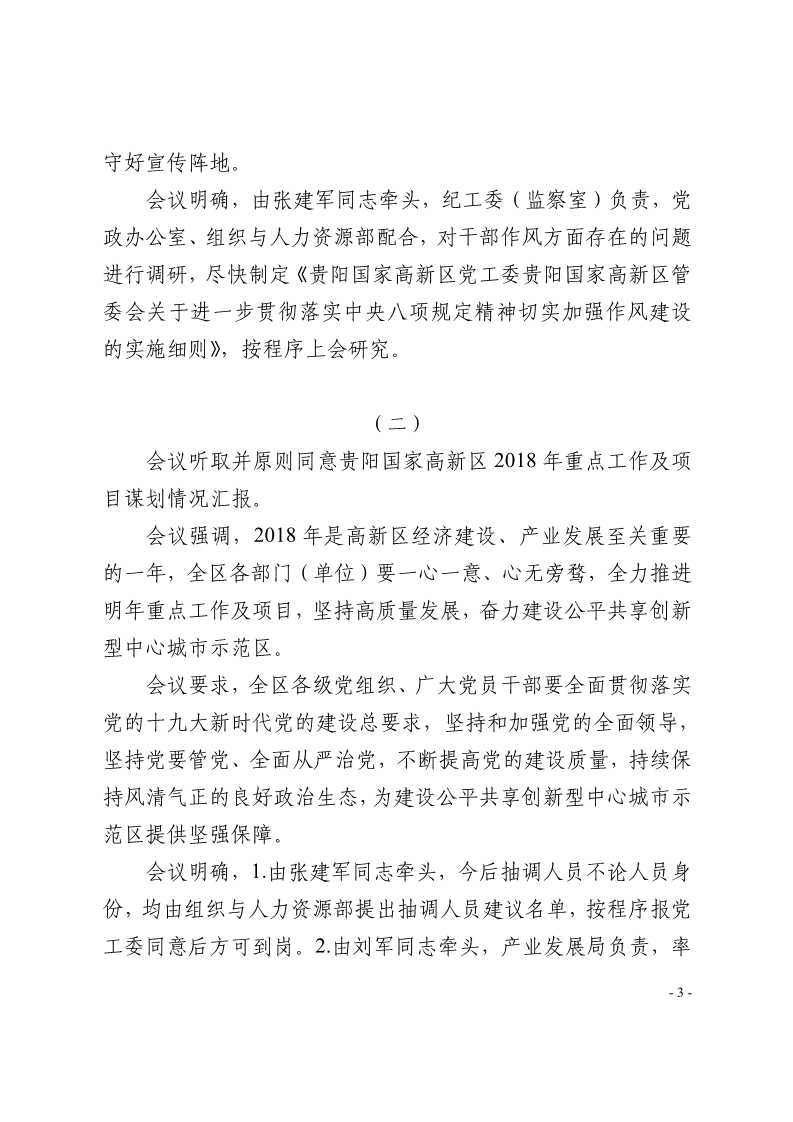 守好宣传阵地。
会议明确，由张建军同志牵头，纪工委（监察室）负责，党
政办公室、组织与人力资源部配合，对干部作风方面存在的问题
进行调研，尽快制定《贵阳国家高新区党工委贵阳国家高新区管
委会关于进一步贯彻落实中央八项规定精神切实加强作风建设
的实施细则》，按程序上会研究。
（二）
会议听取并原则同意贵阳国家高新区 2018 年重点工作及项
目谋划情况汇报。
会议强调，2018 年是高新区经济建设、产业发展至关重要
的一年，全区各部门（单位）要一心一意、心无旁骛，全力推进
明年重点工作及项目，坚持高质量发展，奋力建设公平共享创新
型中心城市示范区。
会议要求，全区各级党组织、广大党员干部要全面贯彻落实
党的十九大新时代党的建设总要求，坚持和加强党的全面领导，
坚持党要管党、全面从严治党，不断提高党的建设质量，持续保
持风清气正的良好政治生态，为建设公平共享创新型中心城市示
范区提供坚强保障。
会议明确，1.由张建军同志牵头，今后抽调人员不论人员身
份，均由组织与人力资源部提出抽调人员建议名单，按程序报党
工委同意后方可到岗。2.由刘军同志牵头，产业发展局负责，率
- 3 -